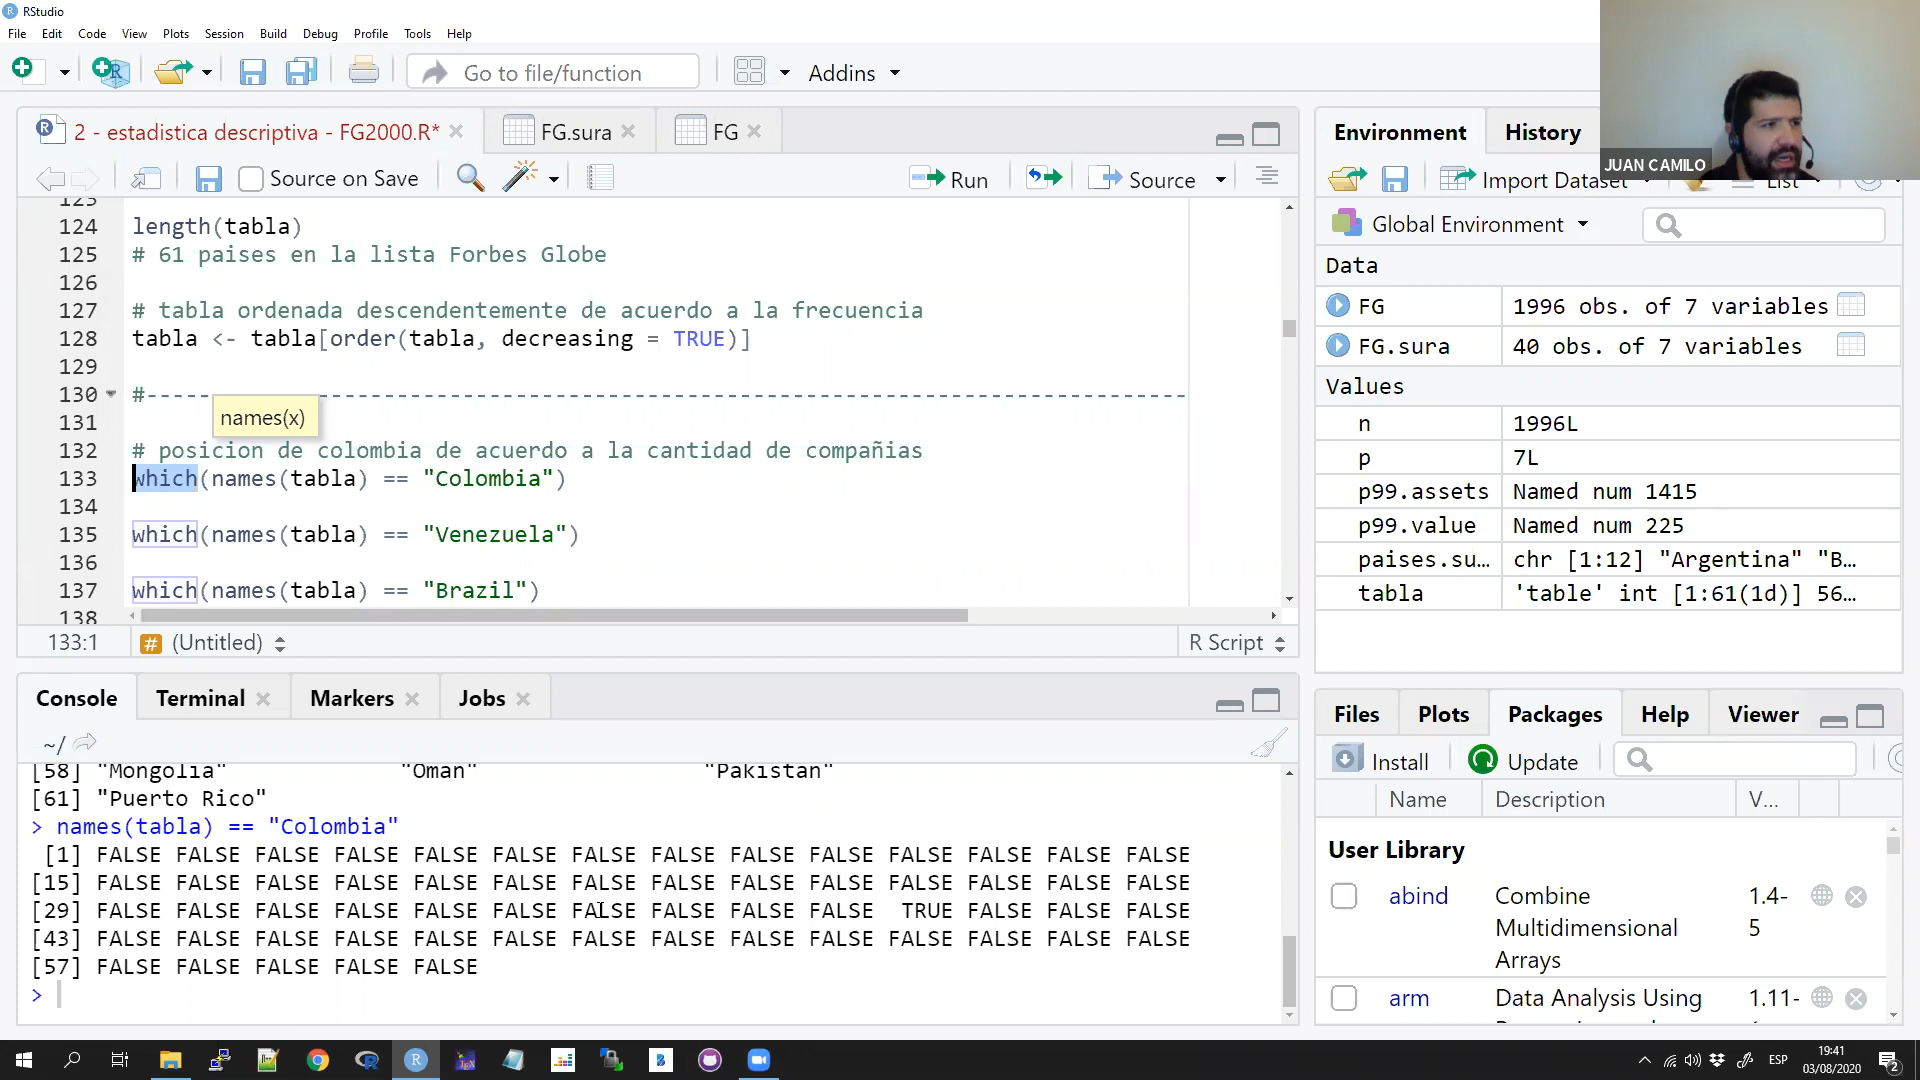 RStudio
File Edit Code View Plots Session Build Debug Profile Tools Help
Go to file/function
Addins
2 - estadistica descriptiva - FG2000.R*
FG.sura
FG
Source on Save
Run
Source
123
124 length(tabla)
125 # 61 paises en la lista Forbes Globe
126
127 # tabla ordenada descendentemente de acuerdo a la frecuencia
128 tabla <- tabla[order(tabla, decreasing = TRUE)]
129
130 #-------------------------------------------------------------------------------
names(x)
131
132 # posicion de colombia de acuerdo a la cantidad de compañias
133 which(names(tabla) == "Colombia")
134
135 which(names(tabla) == "Venezuela")
136
137 which(names(tabla) == "Brazil")
138
133:1
# (Untitled)
R Script
Console Terminal Markers Jobs
~/
[58] "Mongolia" "Oman" "Pakistan"
[61] "Puerto Rico"
> names(tabla) == "Colombia"
[1] FALSE FALSE FALSE FALSE FALSE FALSE FALSE FALSE FALSE FALSE FALSE FALSE FALSE FALSE
[15] FALSE FALSE FALSE FALSE FALSE FALSE FALSE FALSE FALSE FALSE FALSE FALSE FALSE FALSE
[29] FALSE FALSE FALSE FALSE FALSE FALSE FALSE FALSE FALSE FALSE TRUE FALSE FALSE FALSE
[43] FALSE FALSE FALSE FALSE FALSE FALSE FALSE FALSE FALSE FALSE FALSE FALSE FALSE FALSE
[57] FALSE FALSE FALSE FALSE FALSE
>
Environment History
JUAN CAMILO
Import Dataset
List
Global Environment
Data
FG 1996 obs. of 7 variables
FG.sura 40 obs. of 7 variables
Values
n 1996L
p 7L
p99.assets Named num 1415
p99.value Named num 225
paises.su… chr [1:12] "Argentina" "B…
tabla 'table' int [1:61(1d)] 56…
Files Plots Packages Help Viewer
Install Update
Name Description V...
User Library
abind Combine Multidimensional Arrays 1.4-5
arm Data Analysis Using 1.11-
ESP
19:41
03/08/2020
2